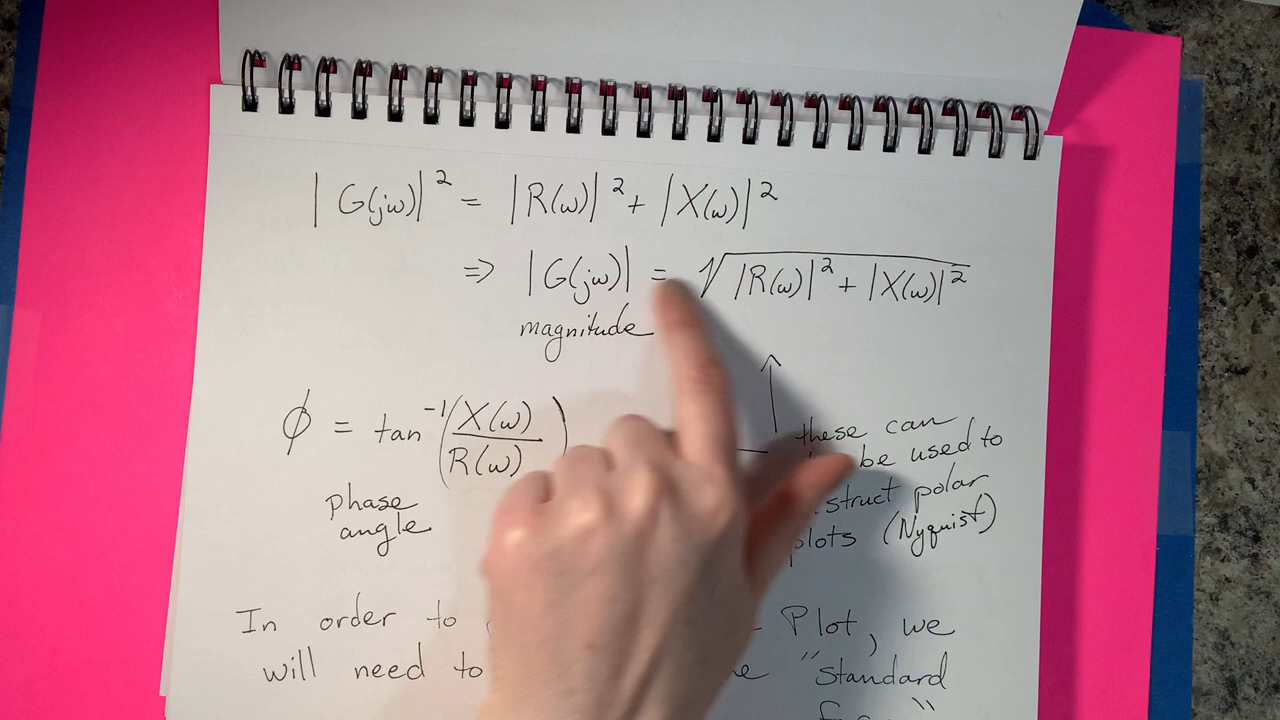 |G(jω)|² = |R(ω)|² + |X(ω)|²
⇒ |G(jω)| = √|R(ω)|² + |X(ω)|²
magnitude
ϕ = tan⁻¹(X(ω)/R(ω))
phase
angle
these can
be used to
struct polar
plots (Nyquist)
In order to Plot, we
will need to "standard